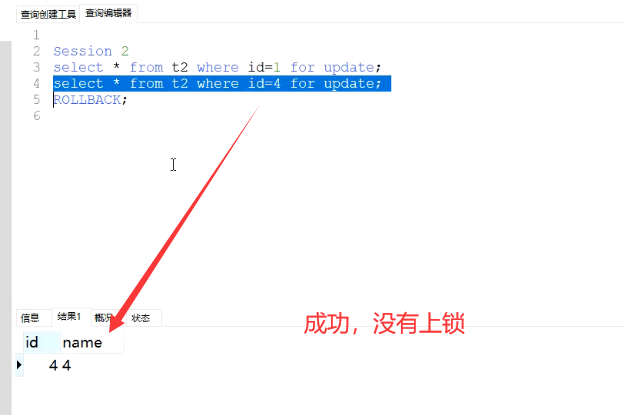 查询创建工具 查询编辑器
1
2 Session 2
3 select * from t2 where id=1 for update;
4 select * from t2 where id=4 for update;
5 ROLLBACK;
6
信息 结果1 概况 状态
成功，没有上锁
id name
4 4